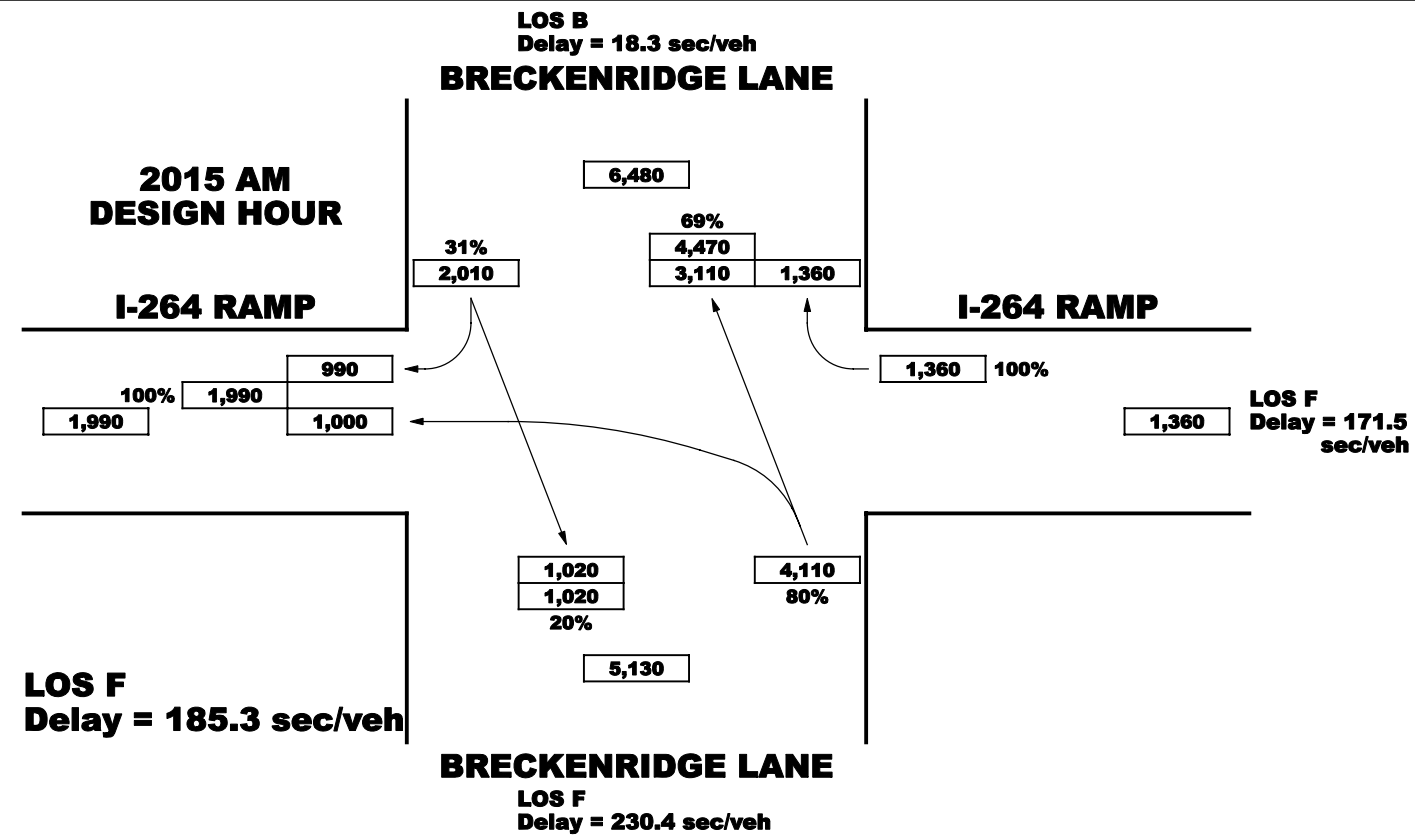 LOS B
Delay = 18.3 sec/veh
BRECKENRIDGE LANE
2015 AM
DESIGN HOUR
6,480
69%
31%
4,470
2,010
3,110
1,360
I-264 RAMP
I-264 RAMP
990
1,360
100%
100%
1,990
1,990
1,000
1,360
LOS F
Delay = 171.5
sec/veh
1,020
4,110
1,020
80%
20%
5,130
LOS F
Delay = 185.3 sec/veh
BRECKENRIDGE LANE
LOS F
Delay = 230.4 sec/veh